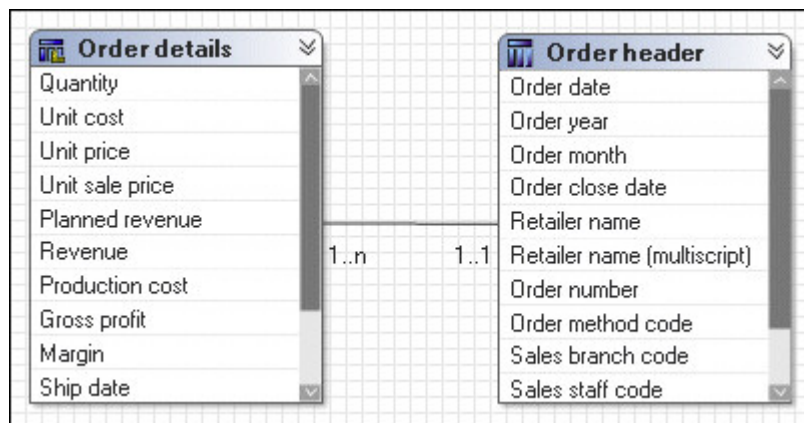 Order details
Quantity
Unit cost
Unit price
Unit sale price
Planned revenue
Revenue
Production cost
Gross profit
Margin
Ship date
1..n
1..1
Order header
Order date
Order year
Order month
Order close date
Retailer name
Retailer name (multiscript)
Order number
Order method code
Sales branch code
Sales staff code